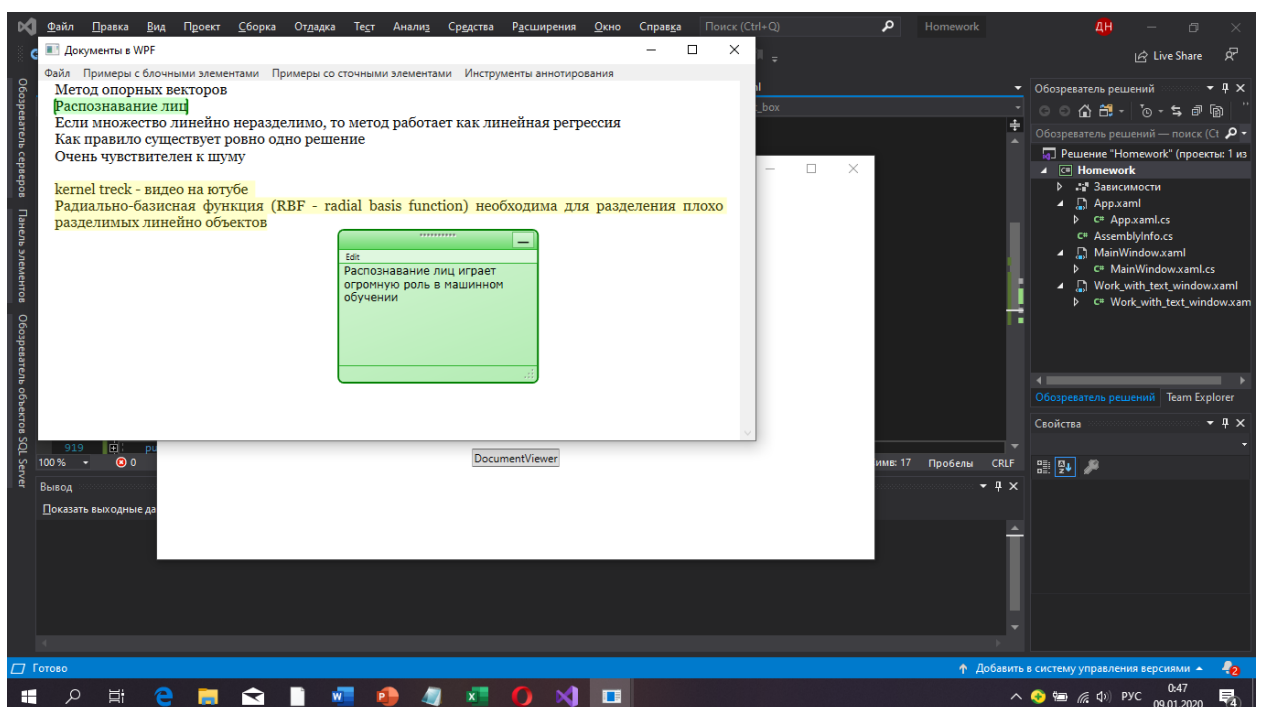 Файл Правка Вид Проект Сборка Отладка Тест Анализ Средства Расширения Окно Справка Поиск (Ctrl+Q) Homework ДН
Документы в WPF
Live Share
Файл Примеры с блочными элементами Примеры со сточными элементами Инструменты аннотирования
Метод опорных векторов
Распознавание лиц
Если множество линейно неразделимо, то метод работает как линейная регрессия
Как правило существует ровно одно решение
Очень чувствителен к шуму
kernel treck - видео на ютубе
Радиально-базисная функция (RBF - radial basis function) необходима для разделения плохо
разделимых линейно объектов
Edit
Распознавание лиц играет
огромную роль в машинном
обучении
_box
DocumentViewer
Обозреватель серверов
Панель элементов
Обозреватель объектов SQL Server
Обозреватель решений
Обозреватель решений — поиск (Ct
Решение "Homework" (проекты: 1 из
Homework
Зависимости
App.xaml
C# App.xaml.cs
C# AssemblyInfo.cs
MainWindow.xaml
C# MainWindow.xaml.cs
Work_with_text_window.xaml
C# Work_with_text_window.xam
Обозреватель решений Team Explorer
Свойства
919 pu
100 % 0
имв: 17 Пробелы CRLF
Вывод
Показать выходные да
Готово
Добавить в систему управления версиями 2
РУС 0:47
09.01.2020 4